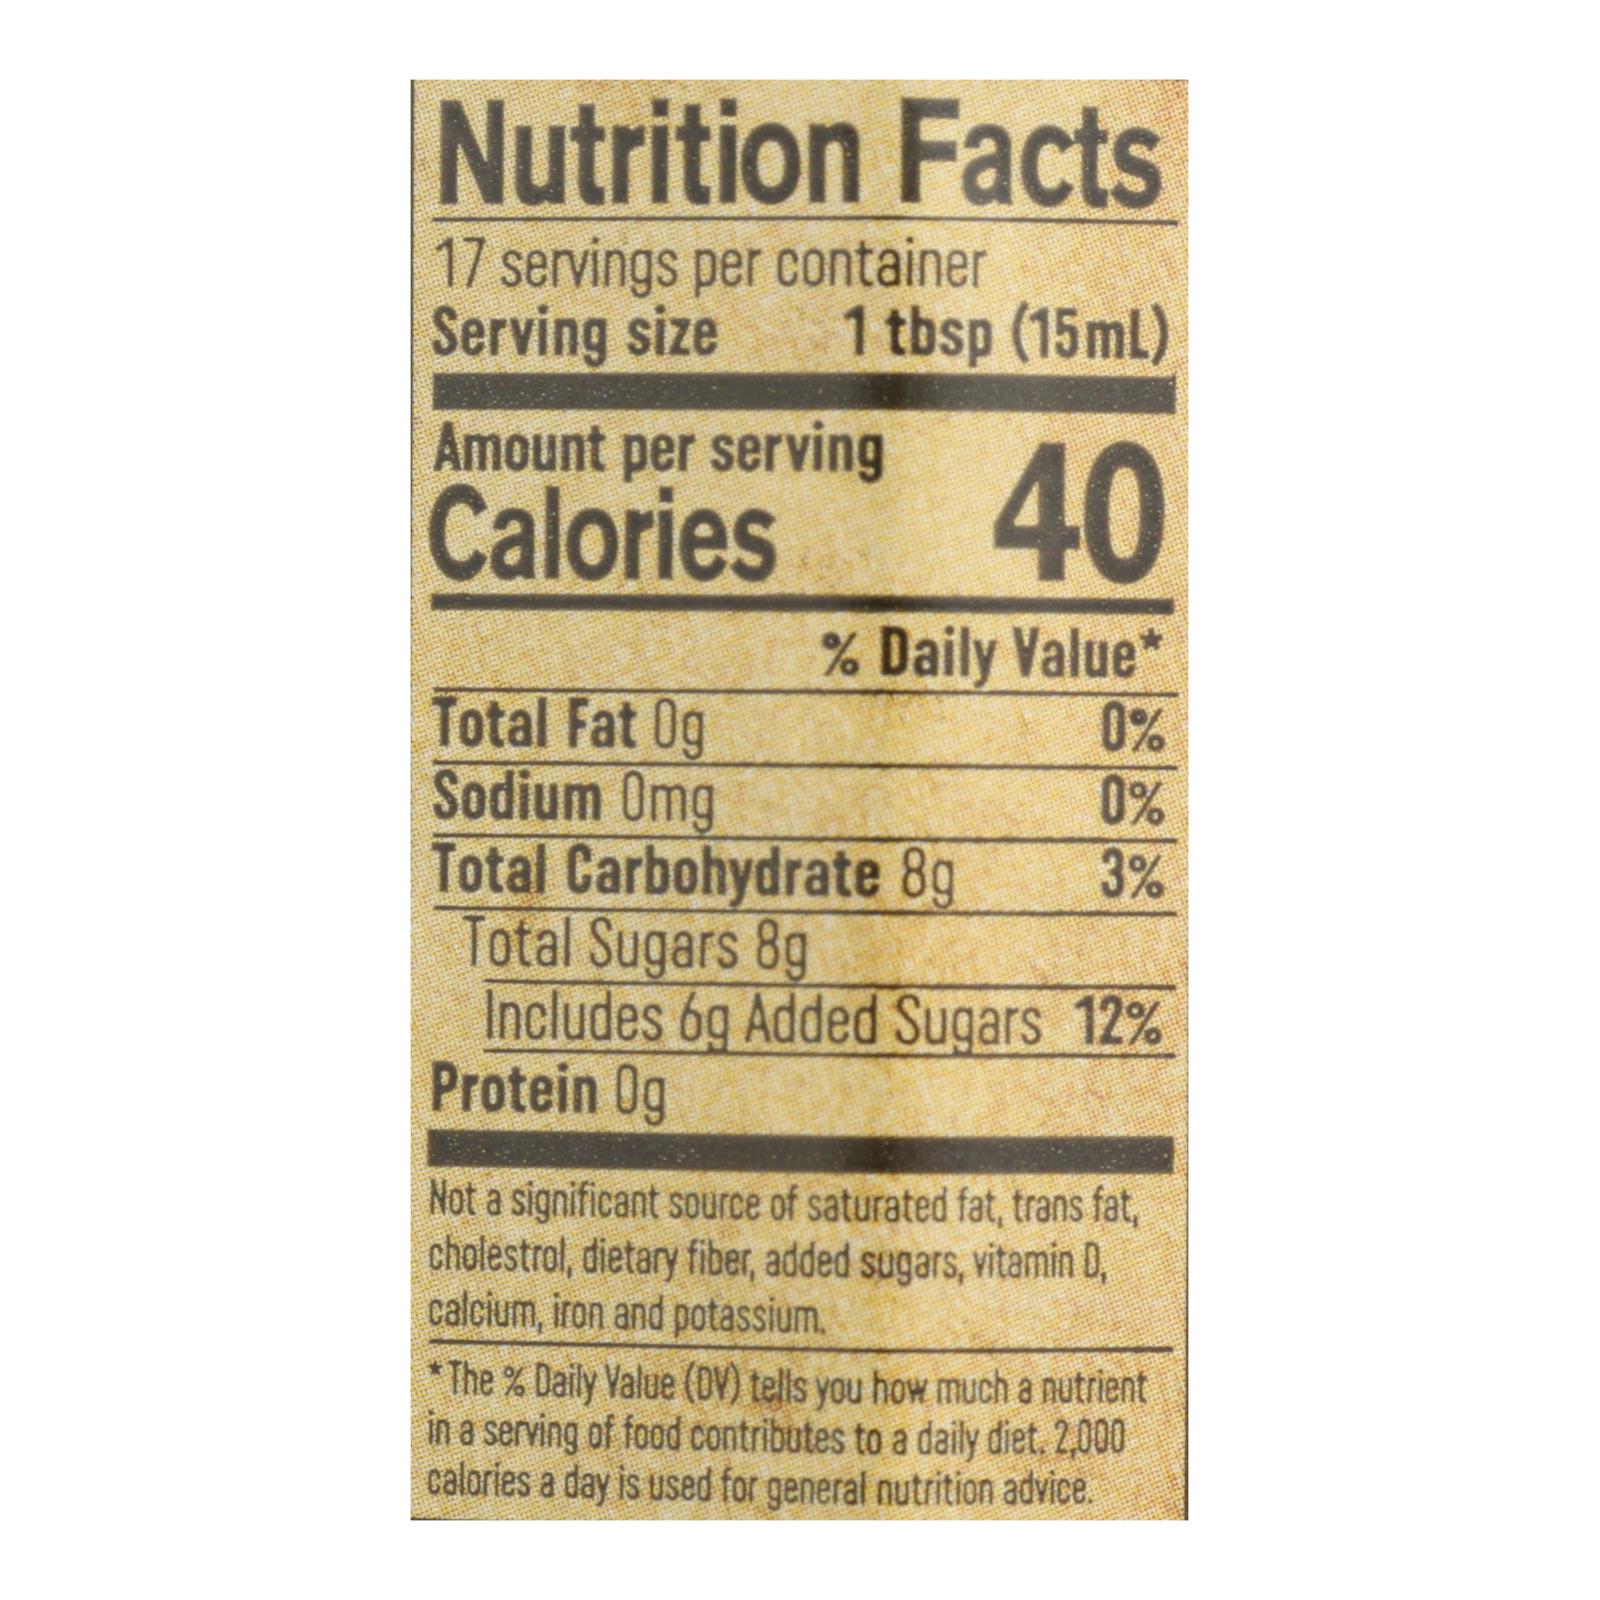 Nutrition Facts
17 servings per container
Serving size 1 tbsp (15mL)
Amount per serving
Calories 40
% Daily Value*
Total Fat 0g 0%
Sodium 0mg 0%
Total Carbohydrate 8g 3%
Total Sugars 8g
Includes 6g Added Sugars 12%
Protein 0g
Not a significant source of saturated fat, trans fat,
cholestrol, dietary fiber, added sugars, vitamin D,
calcium, iron and potassium.
*The % Daily Value (DV) tells you how much a nutrient
in a serving of food contributes to a daily diet. 2,000
calories a day is used for general nutrition advice.